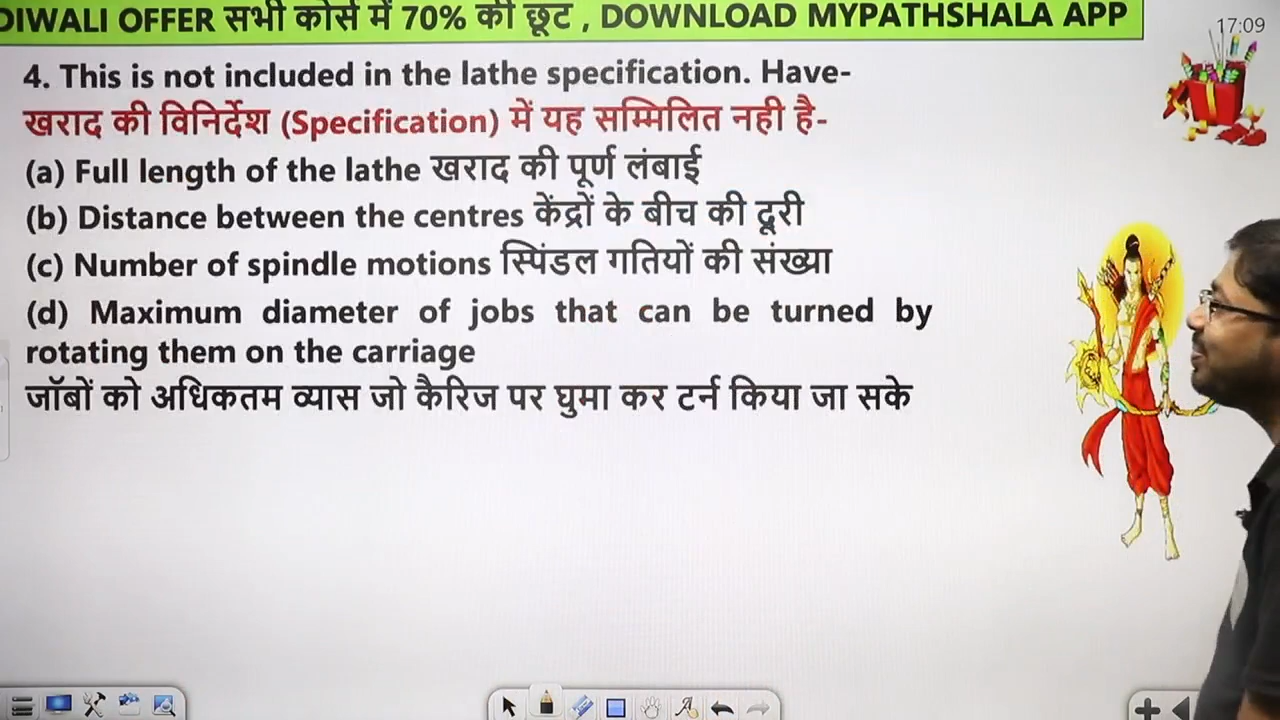 DIWALI OFFER सभी कोर्स में 70% की छूट , DOWNLOAD MYPATHSHALA APP
17:09
4. This is not included in the lathe specification. Have-
खराद की विनिर्देश (Specification) में यह सम्मिलित नही है-
(a) Full length of the lathe खराद की पूर्ण लंबाई
(b) Distance between the centres केंद्रों के बीच की दूरी
(c) Number of spindle motions स्पिंडल गतियों की संख्या
(d) Maximum diameter of jobs that can be turned by
rotating them on the carriage
जॉबों को अधिकतम व्यास जो कैरिज पर घुमा कर टर्न किया जा सके